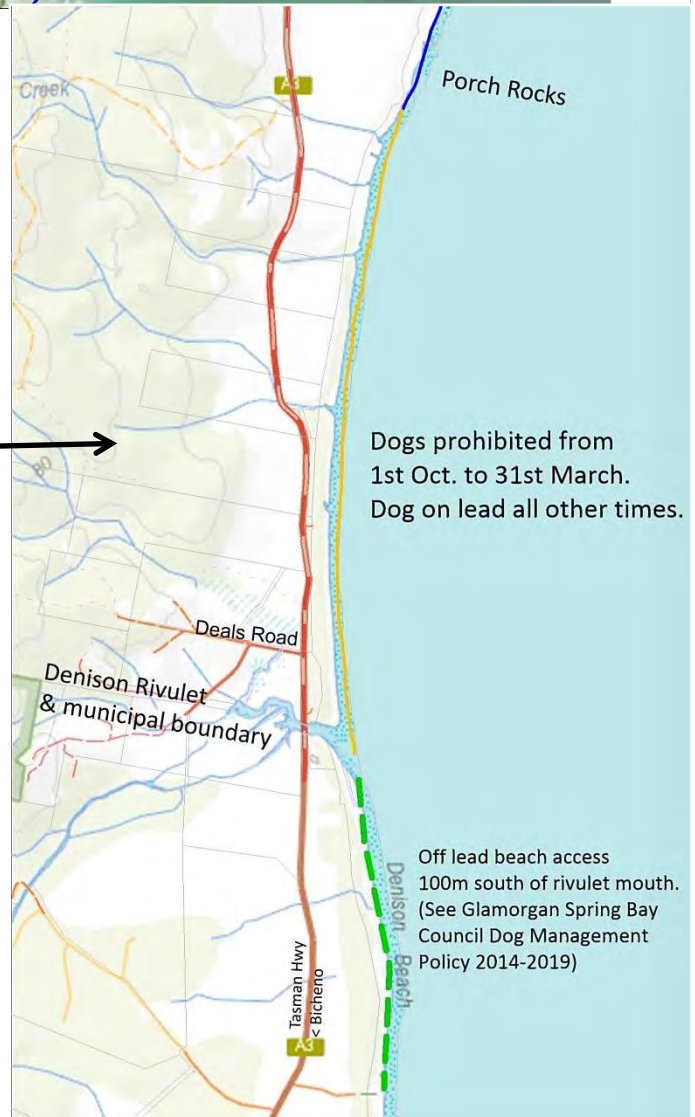 Creek
A3
Porch Rocks
Dogs prohibited from
1st Oct. to 31st March.
Dog on lead all other times.
80
Deals Road
Denison Rivulet
& municipal boundary
Off lead beach access
100m south of rivulet mouth.
(See Glamorgan Spring Bay
Council Dog Management
Policy 2014-2019)
Denison Beach
Tasman Hwy
< Bicheno
A3